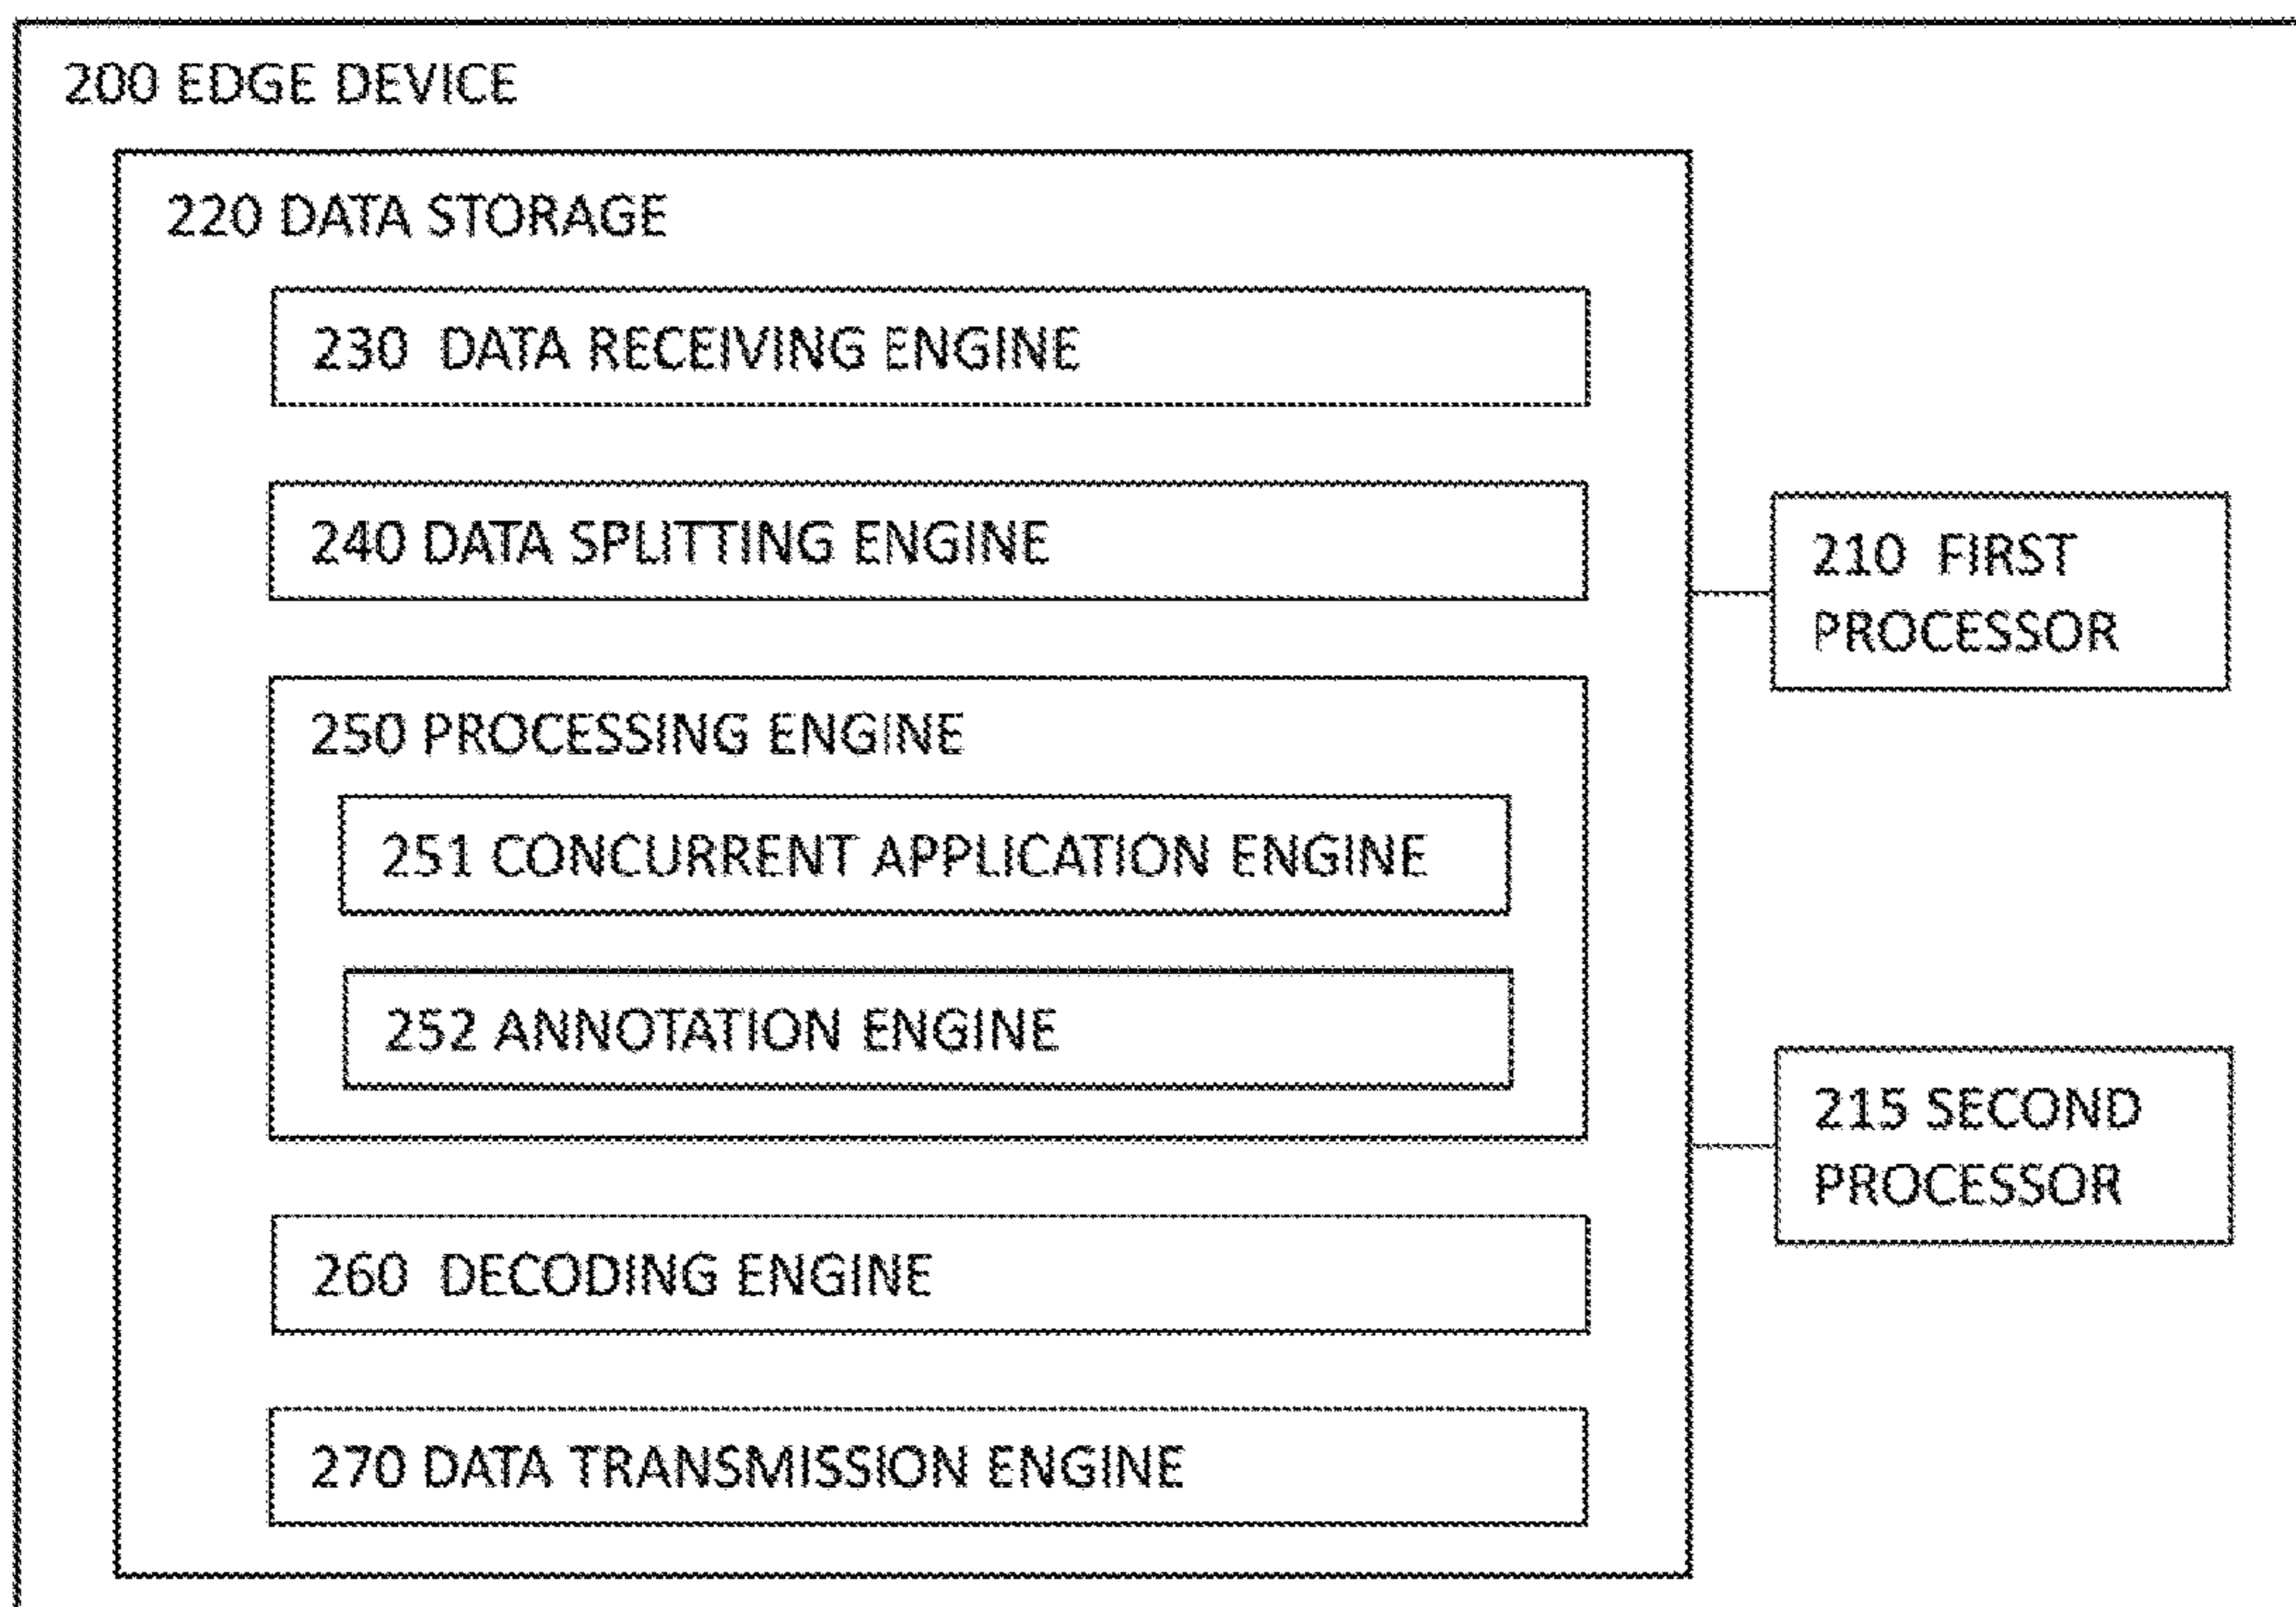 200 EDGE DEVICE
220 DATA STORAGE
230 DATA RECEIVING ENGINE
240 DATA SPLITTING ENGINE
250 PROCESSING ENGINE
251 CONCURRENT APPLICATION ENGINE
252 ANNOTATION ENGINE
260 DECODING ENGINE
270 DATA TRANSMISSION ENGINE
210 FIRST
PROCESSOR
215 SECOND
PROCESSOR